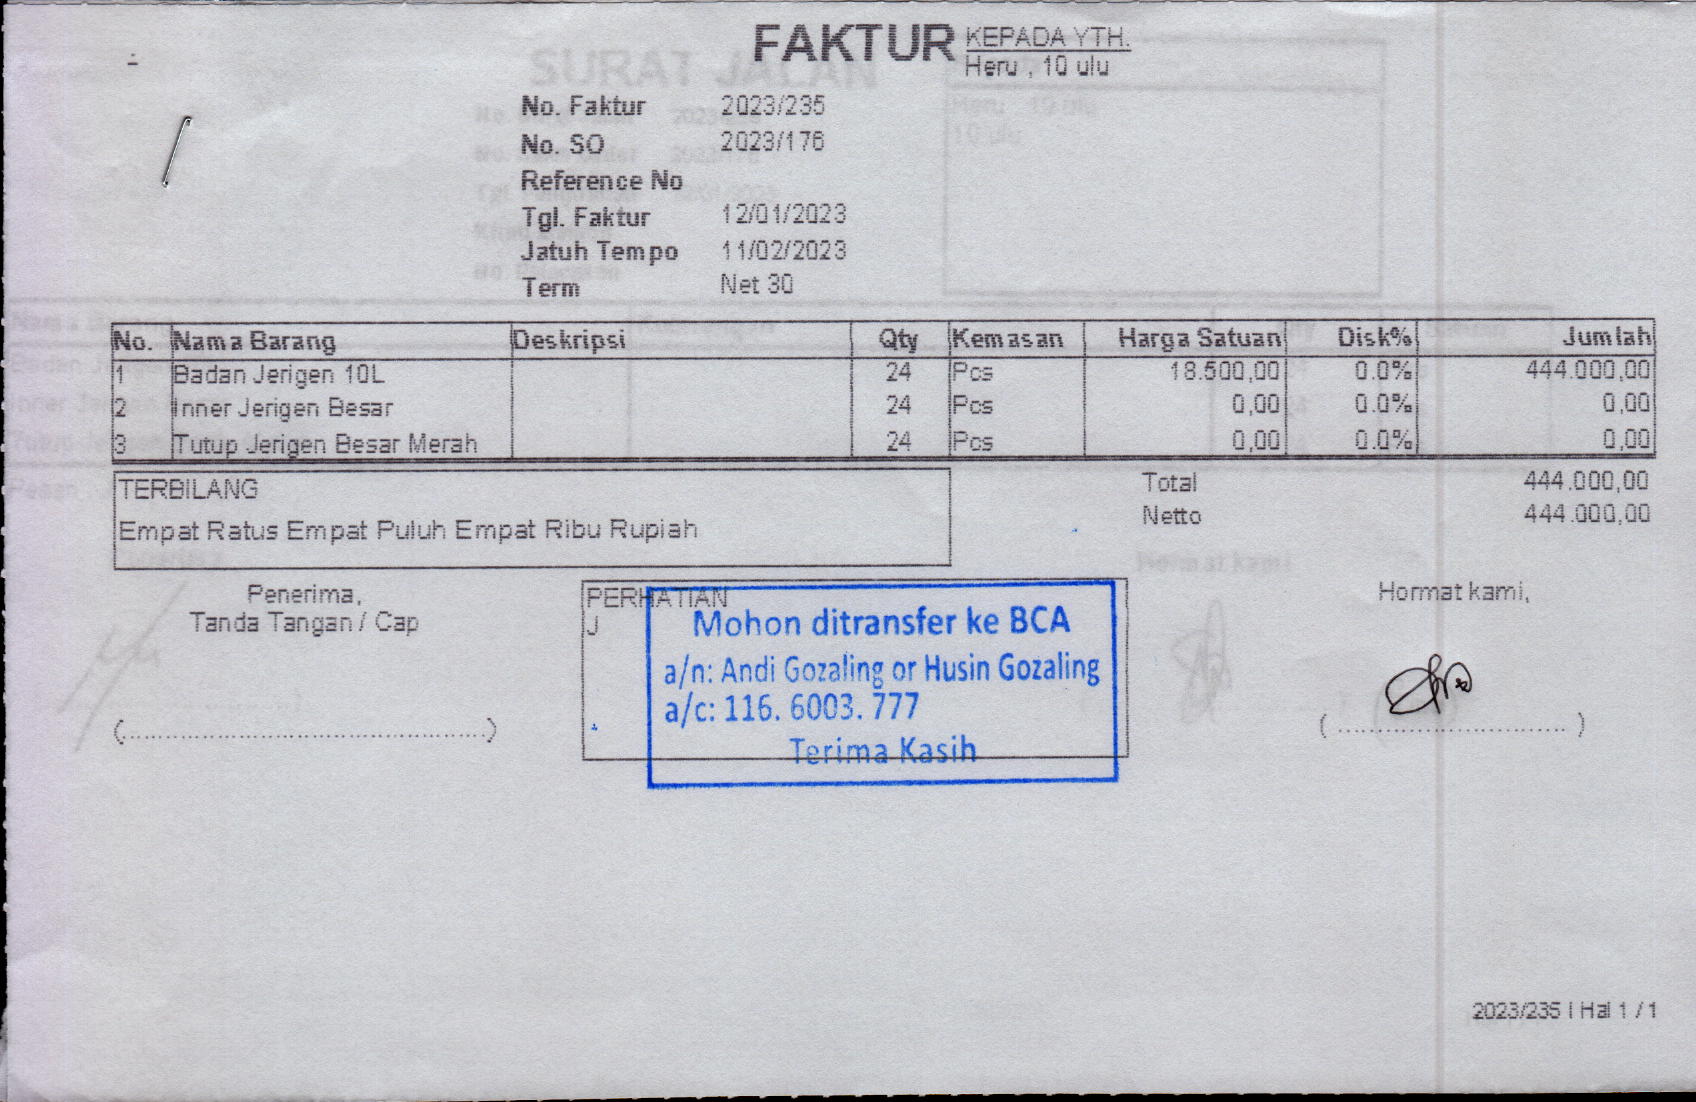 FAKTUR
KEPADA YTH.
Heru , 10 ulu
No. Faktur 2023/235
No. SO 2023/176
Reference No
Tgl. Faktur 12/01/2023
Jatuh Tempo 11/02/2023
Term Net 30
No. Nama Barang Deskripsi Qty Kemasan Harga Satuan Disk% Jumlah
1 Badan Jerigen 10L 24 Pcs 18.500,00 0.0% 444.000,00
2 Inner Jerigen Besar 24 Pcs 0,00 0.0% 0,00
3 Tutup Jerigen Besar Merah 24 Pcs 0,00 0.0% 0,00
TERBILANG
Empat Ratus Empat Puluh Empat Ribu Rupiah
Total 444.000,00
Netto 444.000,00
Penerima,
Tanda Tangan / Cap
(.................................................)
PERHATIAN
J
Mohon ditransfer ke BCA
a/n: Andi Gozaling or Husin Gozaling
a/c: 116. 6003. 777
Terima Kasih
Hormat kami,
( ............................... )
2023/235 | Hal 1 / 1